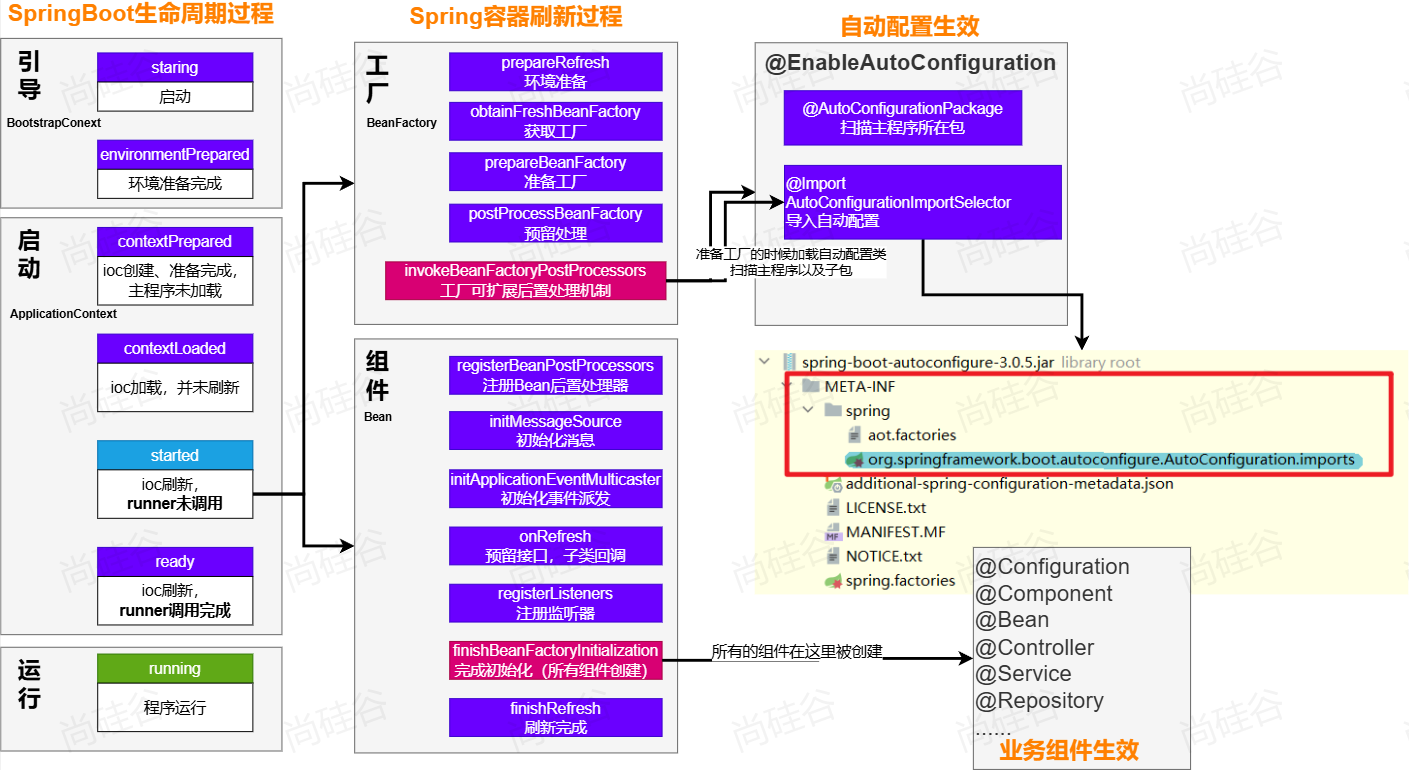 SpringBoot生命周期过程
引
导
BootstrapConext
staring
启动
environmentPrepared
环境准备完成
启
动
ApplicationContext
contextPrepared
ioc创建、准备完成，
主程序未加载
contextLoaded
ioc加载，并未刷新
started
ioc刷新，
runner未调用
ready
ioc刷新，
runner调用完成
运
行
running
程序运行
Spring容器刷新过程
工
厂
BeanFactory
prepareRefresh
环境准备
obtainFreshBeanFactory
获取工厂
prepareBeanFactory
准备工厂
postProcessBeanFactory
预留处理
invokeBeanFactoryPostProcessors
工厂可扩展后置处理机制
组
件
Bean
registerBeanPostProcessors
注册Bean后置处理器
initMessageSource
初始化消息
initApplicationEventMulticaster
初始化事件派发
onRefresh
预留接口，子类回调
registerListeners
注册监听器
finishBeanFactoryInitialization
完成初始化（所有组件创建）
finishRefresh
刷新完成
自动配置生效
@EnableAutoConfiguration
@AutoConfigurationPackage
扫描主程序所在包
@Import
AutoConfigurationImportSelector
导入自动配置
准备工厂的时候加载自动配置类
扫描主程序以及子包
spring-boot-autoconfigure-3.0.5.jar library root
META-INF
spring
aot.factories
org.springframework.boot.autoconfigure.AutoConfiguration.imports
additional-spring-configuration-metadata.json
LICENSE.txt
MANIFEST.MF
NOTICE.txt
spring.factories
所有的组件在这里被创建
@Configuration
@Component
@Bean
@Controller
@Service
@Repository
......
业务组件生效
尚硅谷